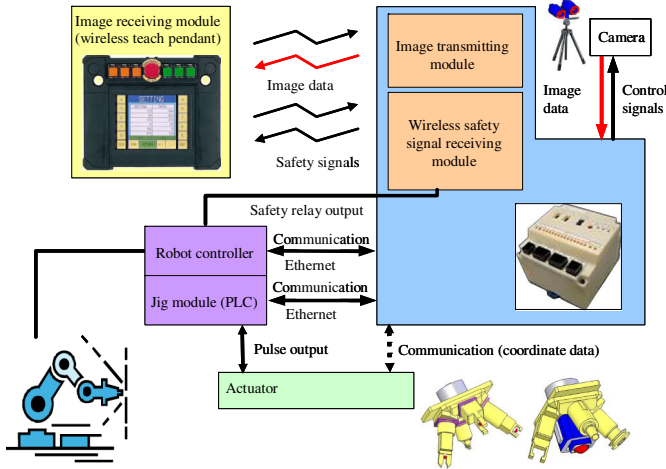 Image receiving module
(wireless teach pendant)
Image data
Safety signals
Image transmitting
module
Wireless safety
signal receiving
module
Camera
Image
data
Control
signals
Safety relay output
Robot controller
Communication
Ethernet
Jig module (PLC)
Communication
Ethernet
Pulse output
Communication (coordinate data)
Actuator